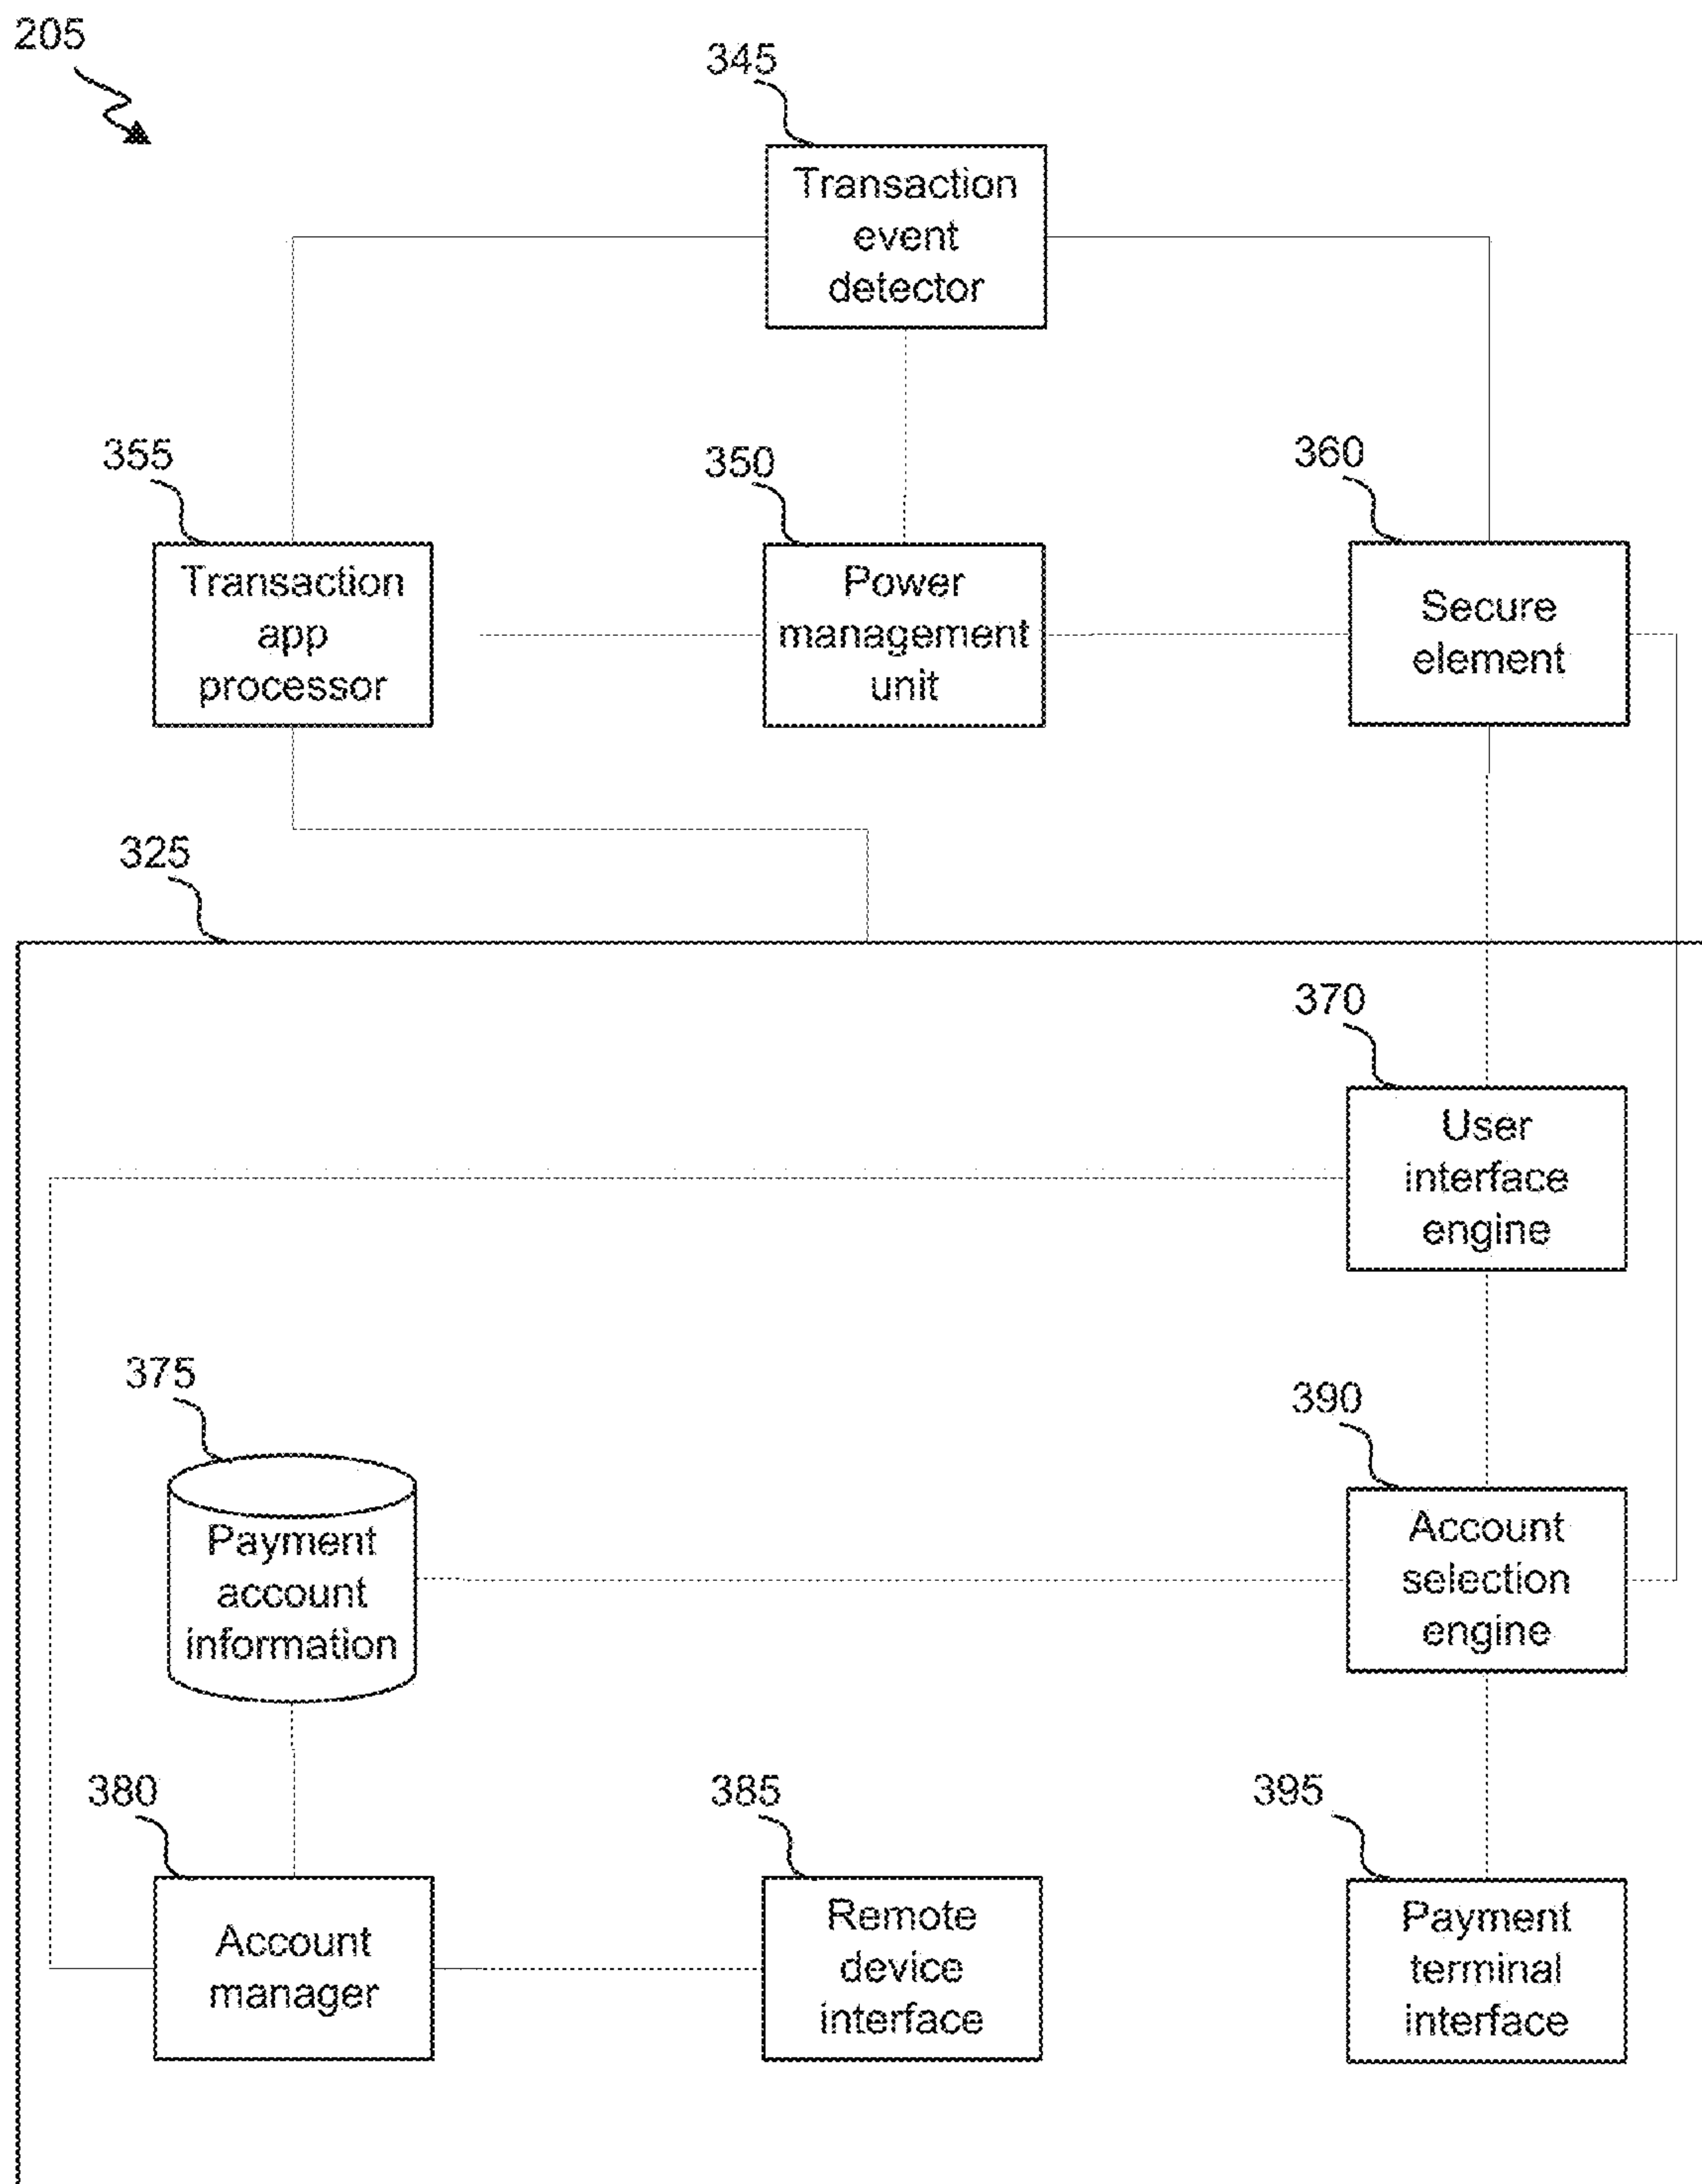 205
345
Transaction
event
detector
355
350
360
Transaction
app
processor
Power
management
unit
Secure
element
325
370
User
interface
engine
375
390
Payment
account
information
Account
selection
engine
380
385
395
Account
manager
Remote
device
interface
Payment
terminal
interface